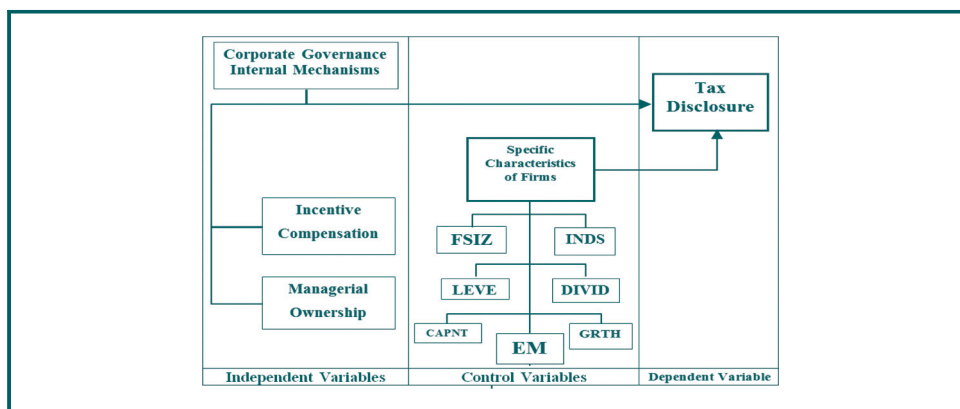 Corporate Governance
Internal Mechanisms
Tax
Disclosure
Specific
Characteristics
of Firms
Incentive
Compensation
FSIZ
INDS
Managerial
Ownership
LEVE
DIVID
CAPNT
EM
GRTH
Independent Variables
Control Variables
Dependent Variable